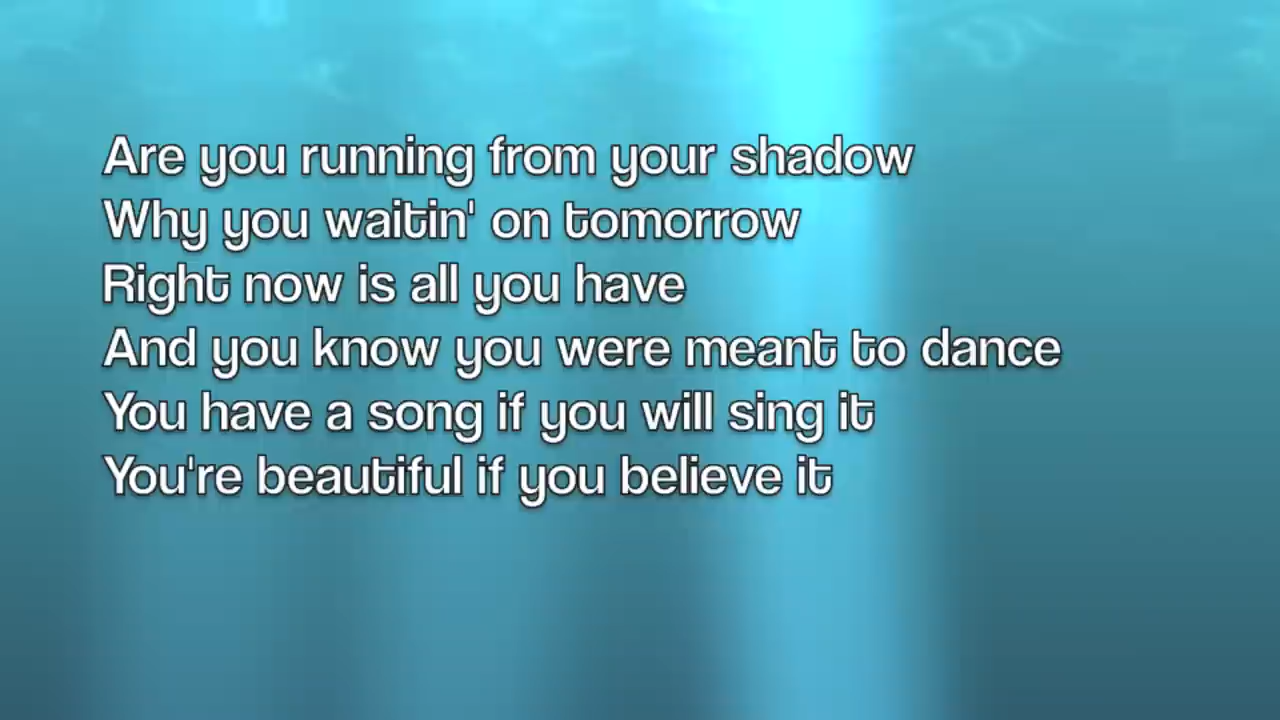 Are you running from your shadow
Why you waitin' on tomorrow
Right now is all you have
And you know you were meant to dance
You have a song if you will sing it
You're beautiful if you believe it